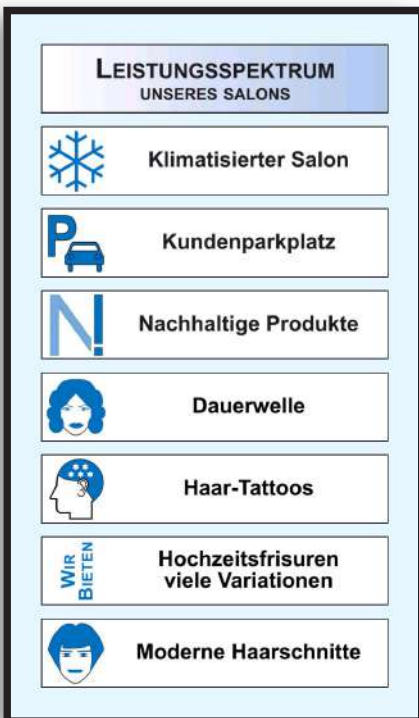 LEISTUNGSSPEKTRUM
UNSERES SALONS
Klimatisierter Salon
P
Kundenparkplatz
N!
Nachhaltige Produkte
Dauerwelle
Haar-Tattoos
WIR
BIETEN
Hochzeitsfrisuren
viele Variationen
Moderne Haarschnitte